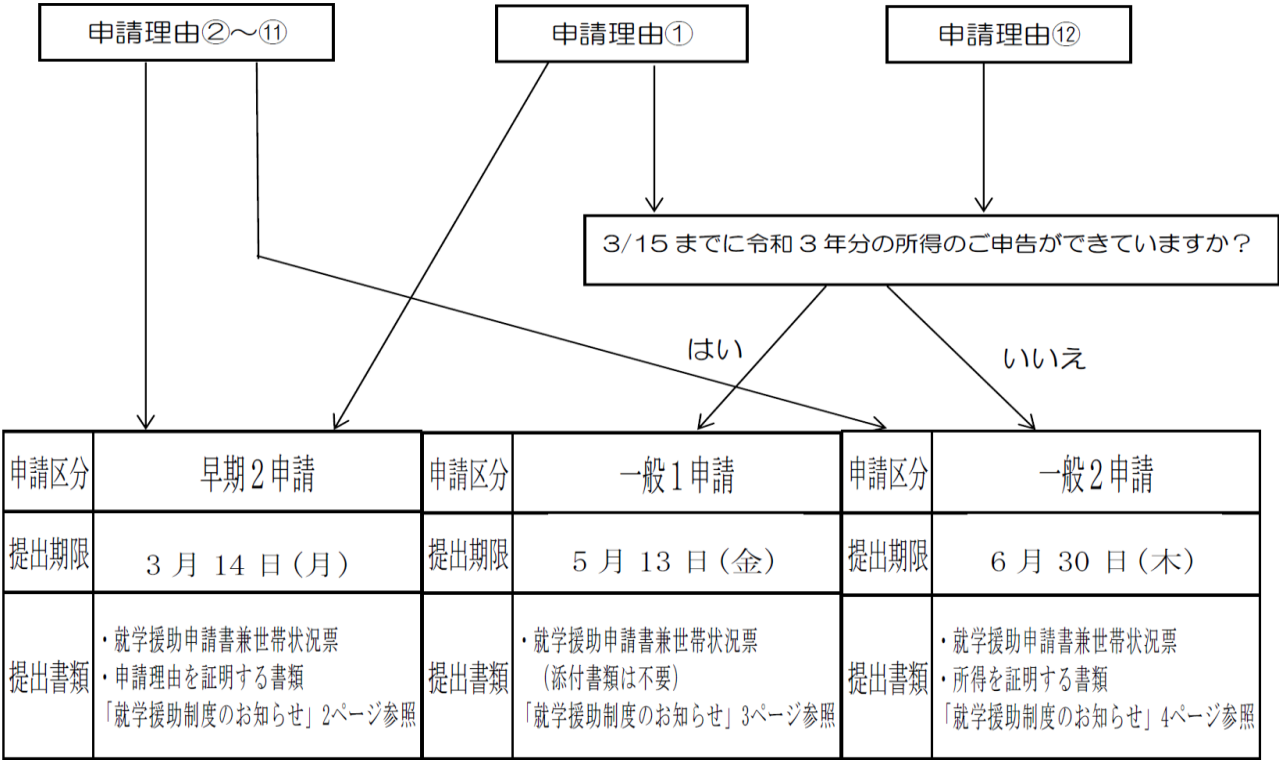 申請理由②～⑪
申請理由①
申請理由⑫
3/15までに令和3年分の所得のご申告ができていますか？
はい
いいえ
申請区分
早期2申請
申請区分
一般1申請
申請区分
一般2申請
提出期限
3月14日(月)
提出期限
5月13日(金)
提出期限
6月30日(木)
提出書類
・就学援助申請書兼世帯状況票
・申請理由を証明する書類
「就学援助制度のお知らせ」2ページ参照
提出書類
・就学援助申請書兼世帯状況票
（添付書類は不要）
「就学援助制度のお知らせ」3ページ参照
提出書類
・就学援助申請書兼世帯状況票
・所得を証明する書類
「就学援助制度のお知らせ」4ページ参照